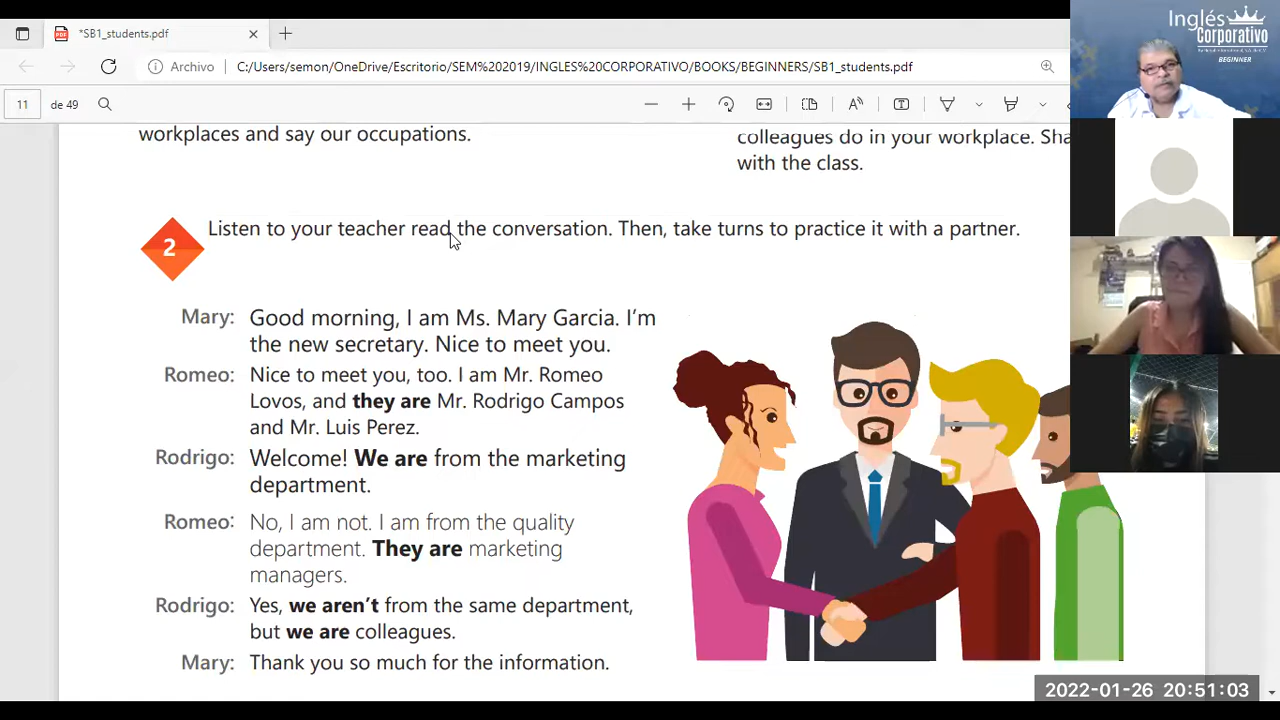 *SB1_students.pdf
Archivo
C:/Users/semon/OneDrive/Escritorio/SEM%202019/INGLES%20CORPORATIVO/BOOKS/BEGINNERS/SB1_students.pdf
11 de 49
workplaces and say our occupations.
colleagues do in your workplace. Sha
with the class.
2 Listen to your teacher read the conversation. Then, take turns to practice it with a partner.
Mary: Good morning, I am Ms. Mary Garcia. I'm
the new secretary. Nice to meet you.
Romeo: Nice to meet you, too. I am Mr. Romeo
Lovos, and they are Mr. Rodrigo Campos
and Mr. Luis Perez.
Rodrigo: Welcome! We are from the marketing
department.
Romeo: No, I am not. I am from the quality
department. They are marketing
managers.
Rodrigo: Yes, we aren't from the same department,
but we are colleagues.
Mary: Thank you so much for the information.
Inglés
Corporativo
BEGINNER
2022-01-26 20:51:03